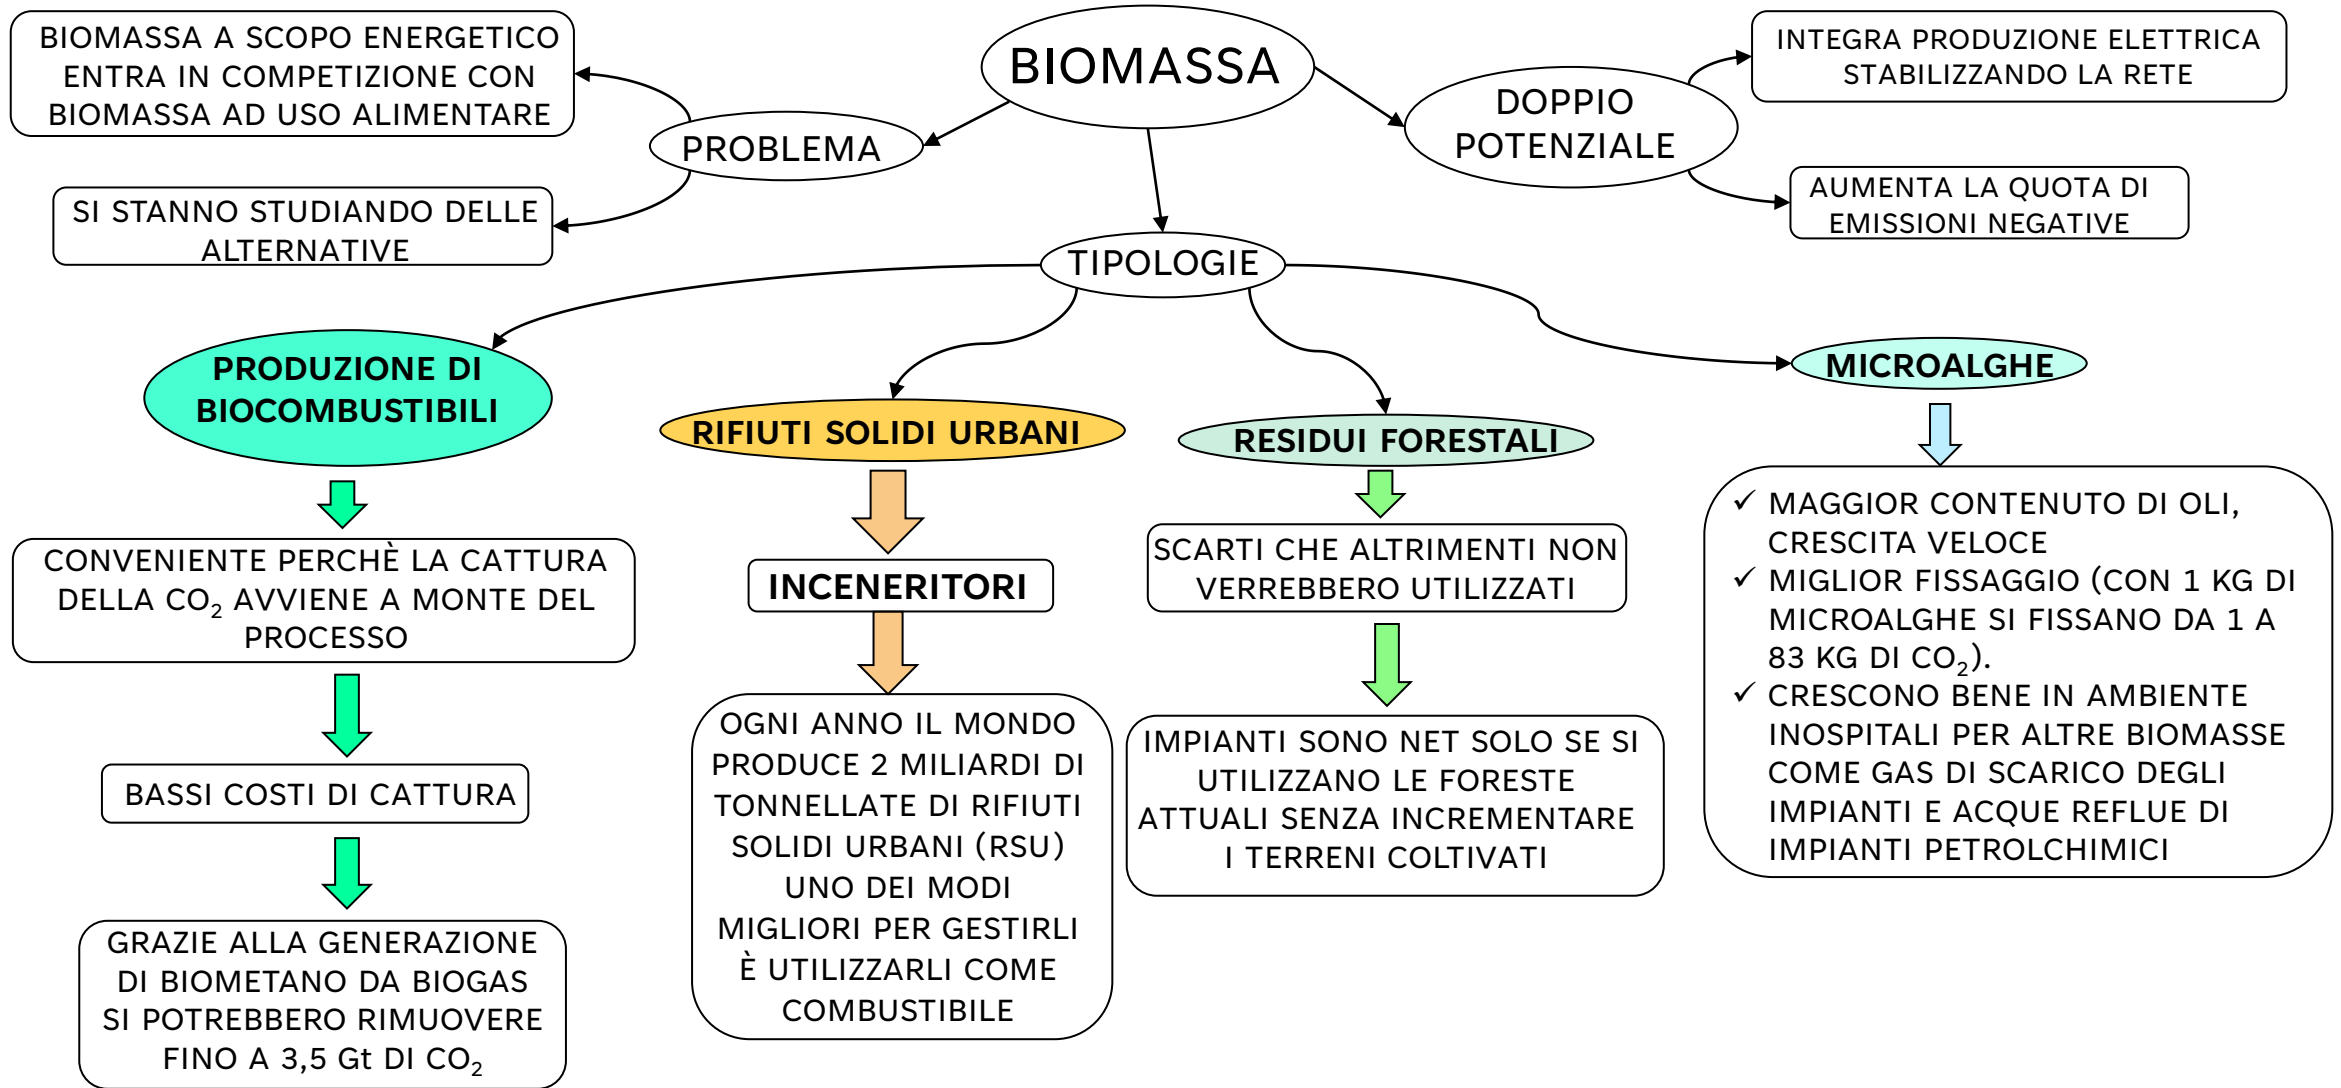 BIOMASSA
BIOMASSA A SCOPO ENERGETICO
ENTRA IN COMPETIZIONE CON
BIOMASSA AD USO ALIMENTARE
PROBLEMA
SI STANNO STUDIANDO DELLE
ALTERNATIVE
DOPPIO
POTENZIALE
INTEGRA PRODUZIONE ELETTRICA
STABILIZZANDO LA RETE
AUMENTA LA QUOTA DI
EMISSIONI NEGATIVE
TIPOLOGIE
PRODUZIONE DI
BIOCOMBUSTIBILI
CONVENIENTE PERCHÈ LA CATTURA
DELLA CO₂ AVVIENE A MONTE DEL
PROCESSO
BASSI COSTI DI CATTURA
GRAZIE ALLA GENERAZIONE
DI BIOMETANO DA BIOGAS
SI POTREBBERO RIMUOVERE
FINO A 3,5 Gt DI CO₂
RIFIUTI SOLIDI URBANI
INCENERITORI
OGNI ANNO IL MONDO
PRODUCE 2 MILIARDI DI
TONNELLATE DI RIFIUTI
SOLIDI URBANI (RSU)
UNO DEI MODI
MIGLIORI PER GESTIRLI
È UTILIZZARLI COME
COMBUSTIBILE
RESIDUI FORESTALI
SCARTI CHE ALTRIMENTI NON
VERREBBERO UTILIZZATI
IMPIANTI SONO NET SOLO SE SI
UTILIZZANO LE FORESTE
ATTUALI SENZA INCREMENTARE
I TERRENI COLTIVATI
MICROALGHE
✓ MAGGIOR CONTENUTO DI OLI,
CRESCITA VELOCE
✓ MIGLIOR FISSAGGIO (CON 1 KG DI
MICROALGHE SI FISSANO DA 1 A
83 KG DI CO₂).
✓ CRESCONO BENE IN AMBIENTE
INOSPITALI PER ALTRE BIOMASSE
COME GAS DI SCARICO DEGLI
IMPIANTI E ACQUE REFLUE DI
IMPIANTI PETROLCHIMICI